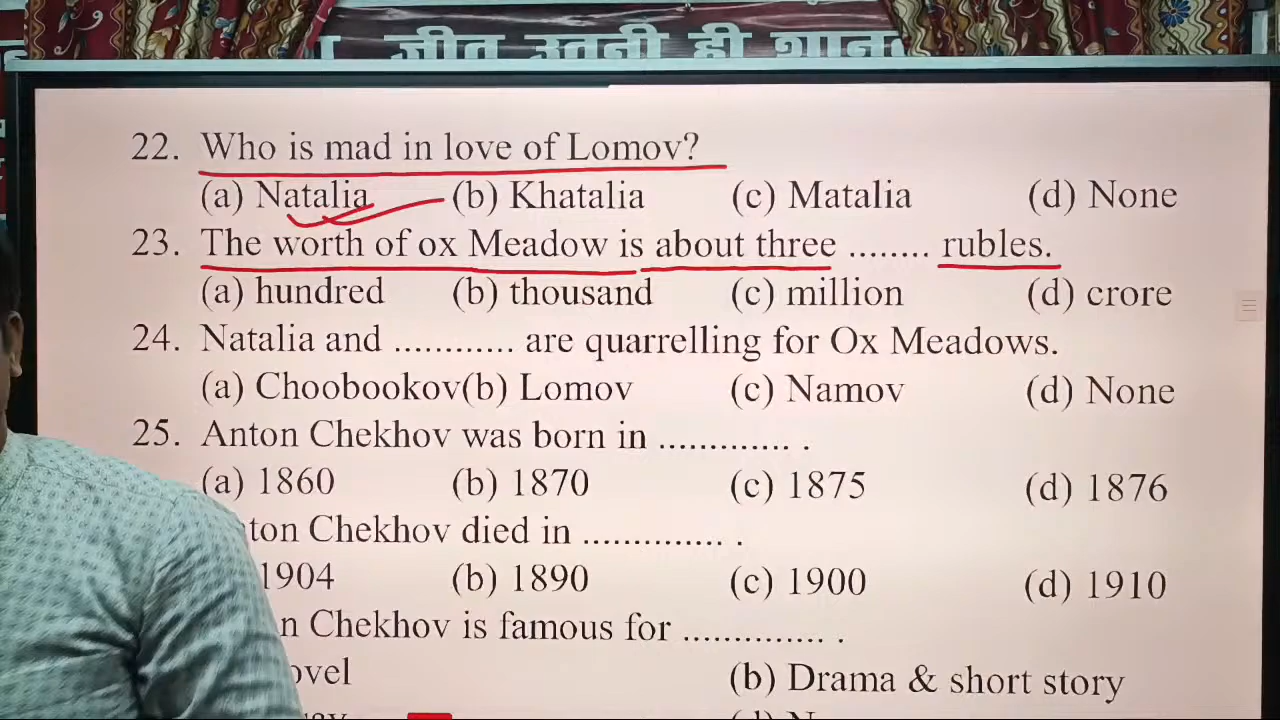 जीत उतनी ही शान
22. Who is mad in love of Lomov?
(a) Natalia (b) Khatalia (c) Matalia (d) None
23. The worth of ox Meadow is about three ........ rubles.
(a) hundred (b) thousand (c) million (d) crore
24. Natalia and ............ are quarrelling for Ox Meadows.
(a) Choobookov(b) Lomov (c) Namov (d) None
25. Anton Chekhov was born in ............. .
(a) 1860 (b) 1870 (c) 1875 (d) 1876
ton Chekhov died in .............. .
1904 (b) 1890 (c) 1900 (d) 1910
n Chekhov is famous for .............. .
ovel (b) Drama & short story